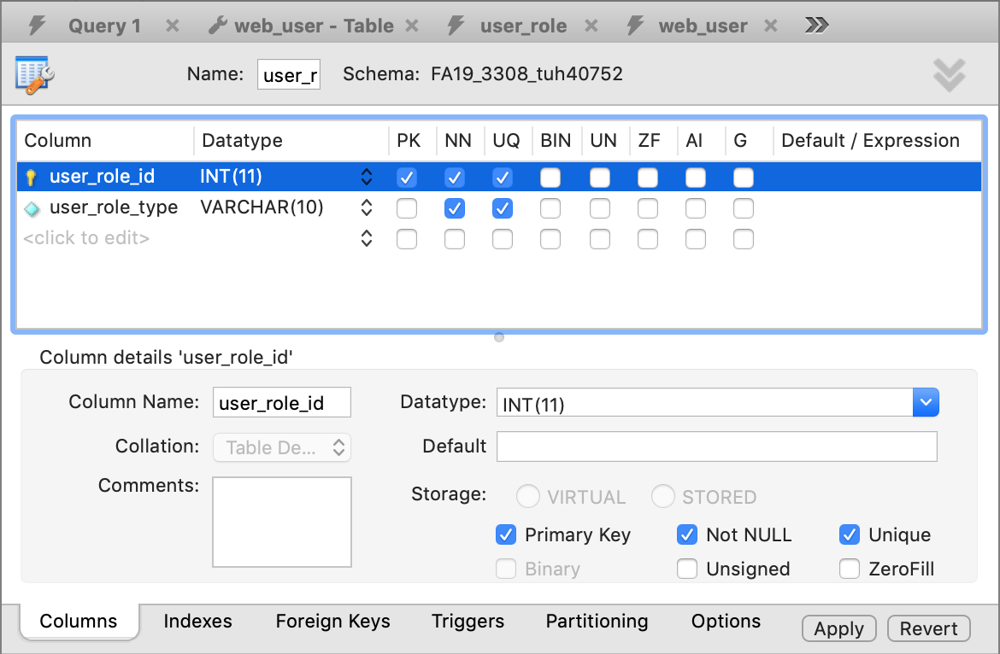 Query 1 web_user - Table user_role web_user
Name: user_r Schema: FA19_3308_tuh40752
Column Datatype PK NN UQ BIN UN ZF AI G Default / Expression
user_role_id INT(11)
user_role_type VARCHAR(10)
<click to edit>
Column details 'user_role_id'
Column Name: user_role_id Datatype: INT(11)
Collation: Table De... Default
Comments: Storage: VIRTUAL STORED
Primary Key Not NULL Unique
Binary Unsigned ZeroFill
Columns Indexes Foreign Keys Triggers Partitioning Options Apply Revert